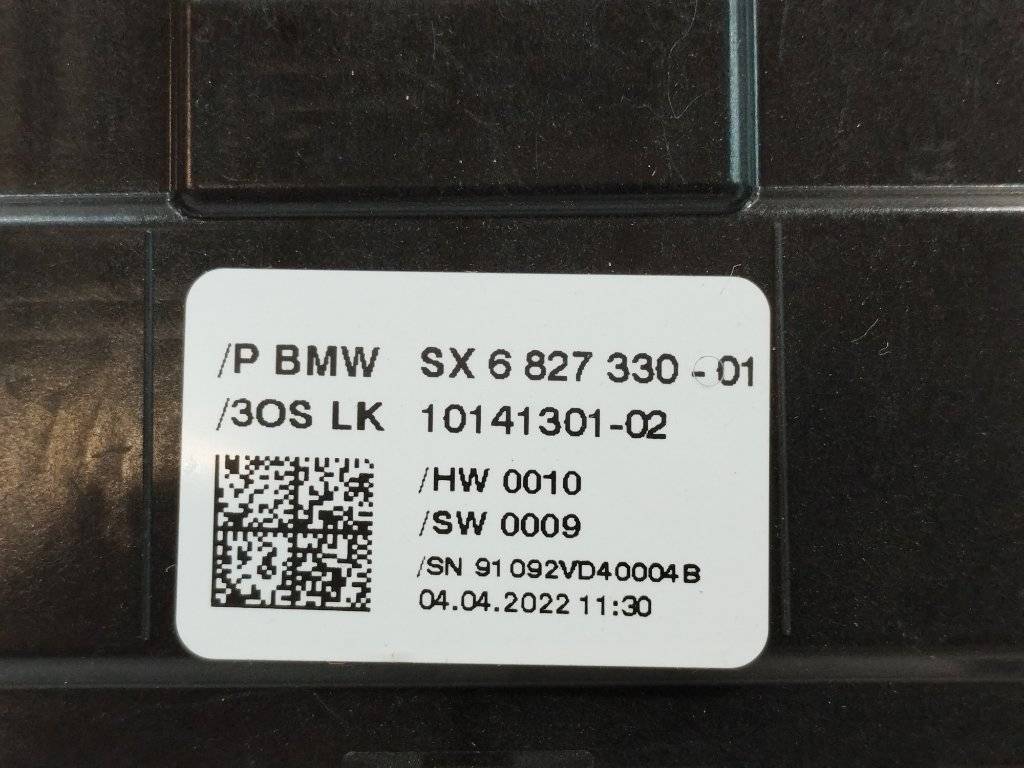 /P BMW SX 6 827 330 - 01
/3OS LK 10141301-02
/HW 0010
/SW 0009
/SN 91092VD40004B
04.04.2022 11:30